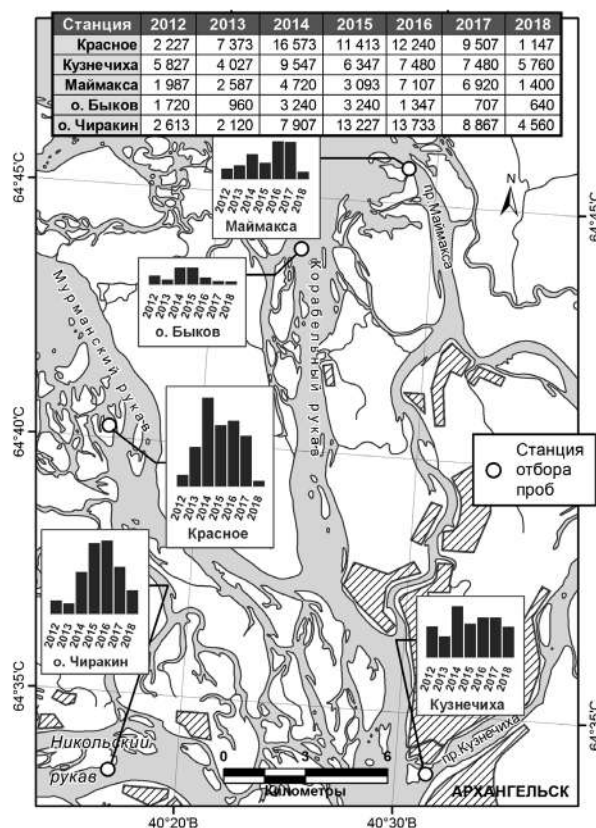 Станция 2012 2013 2014 2015 2016 2017 2018
Красное 2 227 7 373 16 573 11 413 12 240 9 507 1 147
Кузнечиха 5 827 4 027 9 547 6 347 7 480 7 480 5 760
Маймакса 1 987 2 587 4 720 3 093 7 107 6 920 1 400
о. Быков 1 720 960 3 240 3 240 1 347 707 640
о. Чиракин 2 613 2 120 7 907 13 227 13 733 8 867 4 560
64°45'С
64°45'С
2012 2013 2014 2015 2016 2017 2018
Маймакса
пр. Маймакса
N
2012 2013 2014 2015 2016 2017 2018
о. Быков
Мурманский рукав
Корабельный рукав
64°40'С
64°40'С
2012 2013 2014 2015 2016 2017 2018
Красное
Станция
отбора
проб
2012 2013 2014 2015 2016 2017 2018
о. Чиракин
2012 2013 2014 2015 2016 2017 2018
Кузнечиха
64°35'С
64°35'С
Никольский
рукав
пр.Кузнечиха
0 3 6
Километры
АРХАНГЕЛЬСК
40°20'В
40°30'В